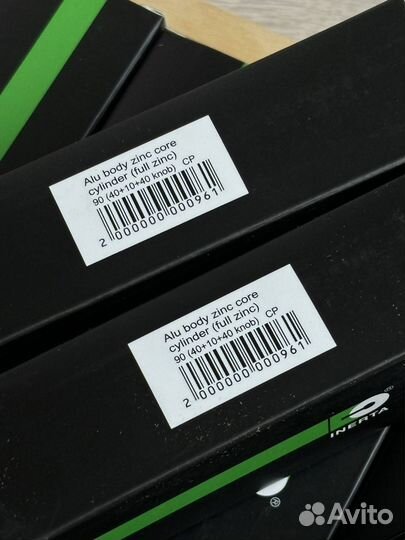 Alu body zinc core
cylinder (full zinc)
90 (40+10+40 knob) CP
2 000000 000961
Alu body zinc core
cylinder (full zinc)
90 (40+10+40 knob) CP
2 000000 000961
INERTA
®
®
Avito